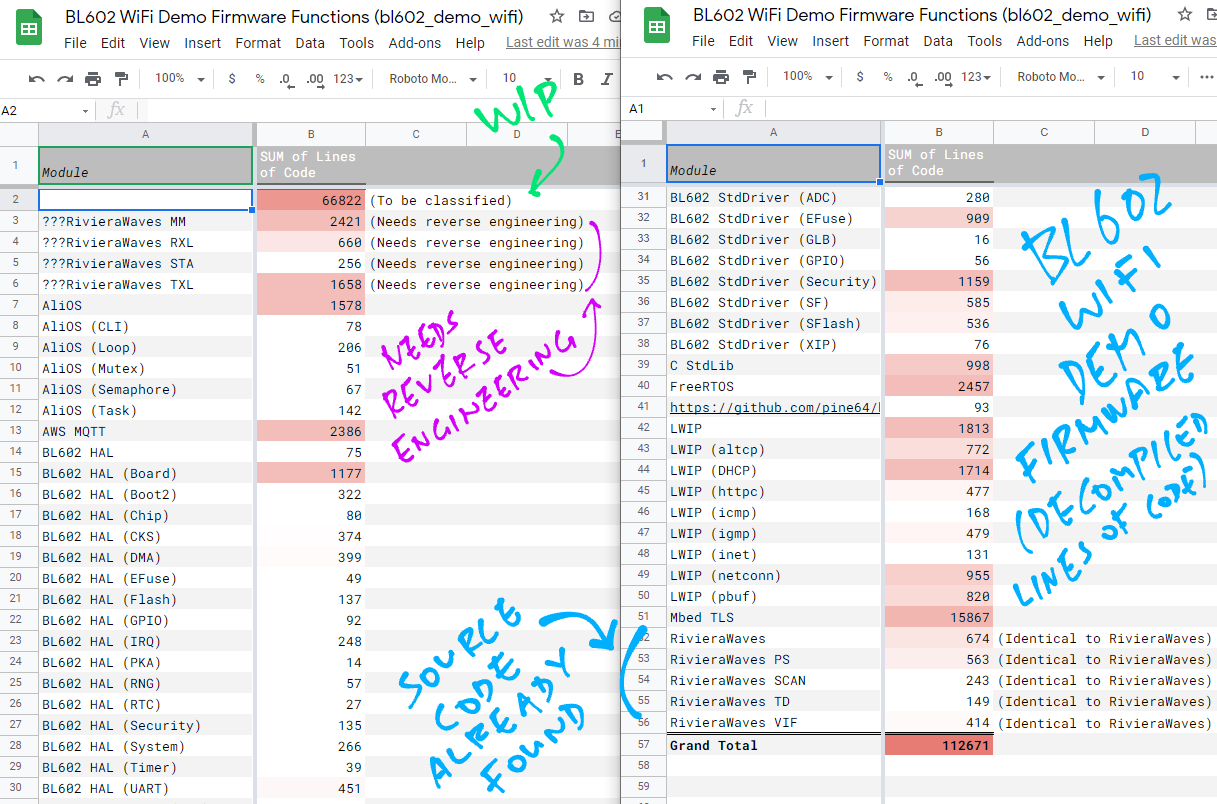 BL602 WiFi Demo Firmware Functions (bl602_demo_wifi)
File Edit View Insert Format Data Tools Add-ons Help Last edit was 4 mi
100% $ % .0 .00 123 Roboto Mo... 10 B I
A2 fx
A B C D E
1 Module SUM of Lines of Code
2 66822 (To be classified)
3 ???RivieraWaves MM 2421 (Needs reverse engineering)
4 ???RivieraWaves RXL 660 (Needs reverse engineering)
5 ???RivieraWaves STA 256 (Needs reverse engineering)
6 ???RivieraWaves TXL 1658 (Needs reverse engineering)
7 AliOS 1578
8 AliOS (CLI) 78
9 AliOS (Loop) 206
10 AliOS (Mutex) 51
11 AliOS (Semaphore) 67
12 AliOS (Task) 142
13 AWS MQTT 2386
14 BL602 HAL 75
15 BL602 HAL (Board) 1177
16 BL602 HAL (Boot2) 322
17 BL602 HAL (Chip) 80
18 BL602 HAL (CKS) 374
19 BL602 HAL (DMA) 399
20 BL602 HAL (EFuse) 49
21 BL602 HAL (Flash) 137
22 BL602 HAL (GPIO) 92
23 BL602 HAL (IRQ) 248
24 BL602 HAL (PKA) 14
25 BL602 HAL (RNG) 57
26 BL602 HAL (RTC) 27
27 BL602 HAL (Security) 135
28 BL602 HAL (System) 266
29 BL602 HAL (Timer) 39
30 BL602 HAL (UART) 451
WIP
NEEDS
REVERSE
ENGINEERING
SOURCE
CODE
ALREADY
FOUND
BL602 WiFi Demo Firmware Functions (bl602_demo_wifi)
File Edit View Insert Format Data Tools Add-ons Help Last edit was
100% $ % .0 .00 123 Roboto Mo... 10
A1 fx
A B C D
1 Module SUM of Lines of Code
31 BL602 StdDriver (ADC) 280
32 BL602 StdDriver (EFuse) 909
33 BL602 StdDriver (GLB) 16
34 BL602 StdDriver (GPIO) 56
35 BL602 StdDriver (Security) 1159
36 BL602 StdDriver (SF) 585
37 BL602 StdDriver (SFlash) 536
38 BL602 StdDriver (XIP) 76
39 C StdLib 998
40 FreeRTOS 2457
41 https://github.com/pine64/ 93
42 LWIP 1813
43 LWIP (altcp) 772
44 LWIP (DHCP) 1714
45 LWIP (httpc) 477
46 LWIP (icmp) 168
47 LWIP (igmp) 479
48 LWIP (inet) 131
49 LWIP (netconn) 955
50 LWIP (pbuf) 820
51 Mbed TLS 15867
52 RivieraWaves 674 (Identical to RivieraWaves)
53 RivieraWaves PS 563 (Identical to RivieraWaves)
54 RivieraWaves SCAN 243 (Identical to RivieraWaves)
55 RivieraWaves TD 149 (Identical to RivieraWaves)
56 RivieraWaves VIF 414 (Identical to RivieraWaves)
57 Grand Total 112671
58
59
BL602
WIFI
DEMO
FIRMWARE
(DECOMPILED
LINES OF CODE)